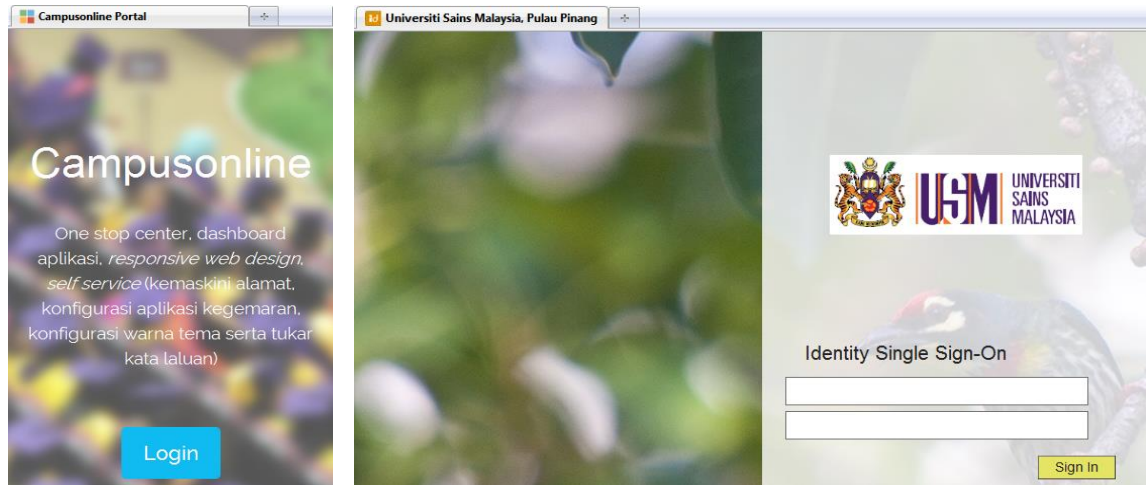 Campusonline Portal
Campusonline
One stop center, dashboard
aplikasi, responsive web design,
self service (kemaskini alamat,
konfigurasi aplikasi kegemaran,
konfigurasi warna tema serta tukar
kata laluan)
Login
Id Universiti Sains Malaysia, Pulau Pinang
USM
UNIVERSITI
SAINS
MALAYSIA
Identity Single Sign-On
Sign In